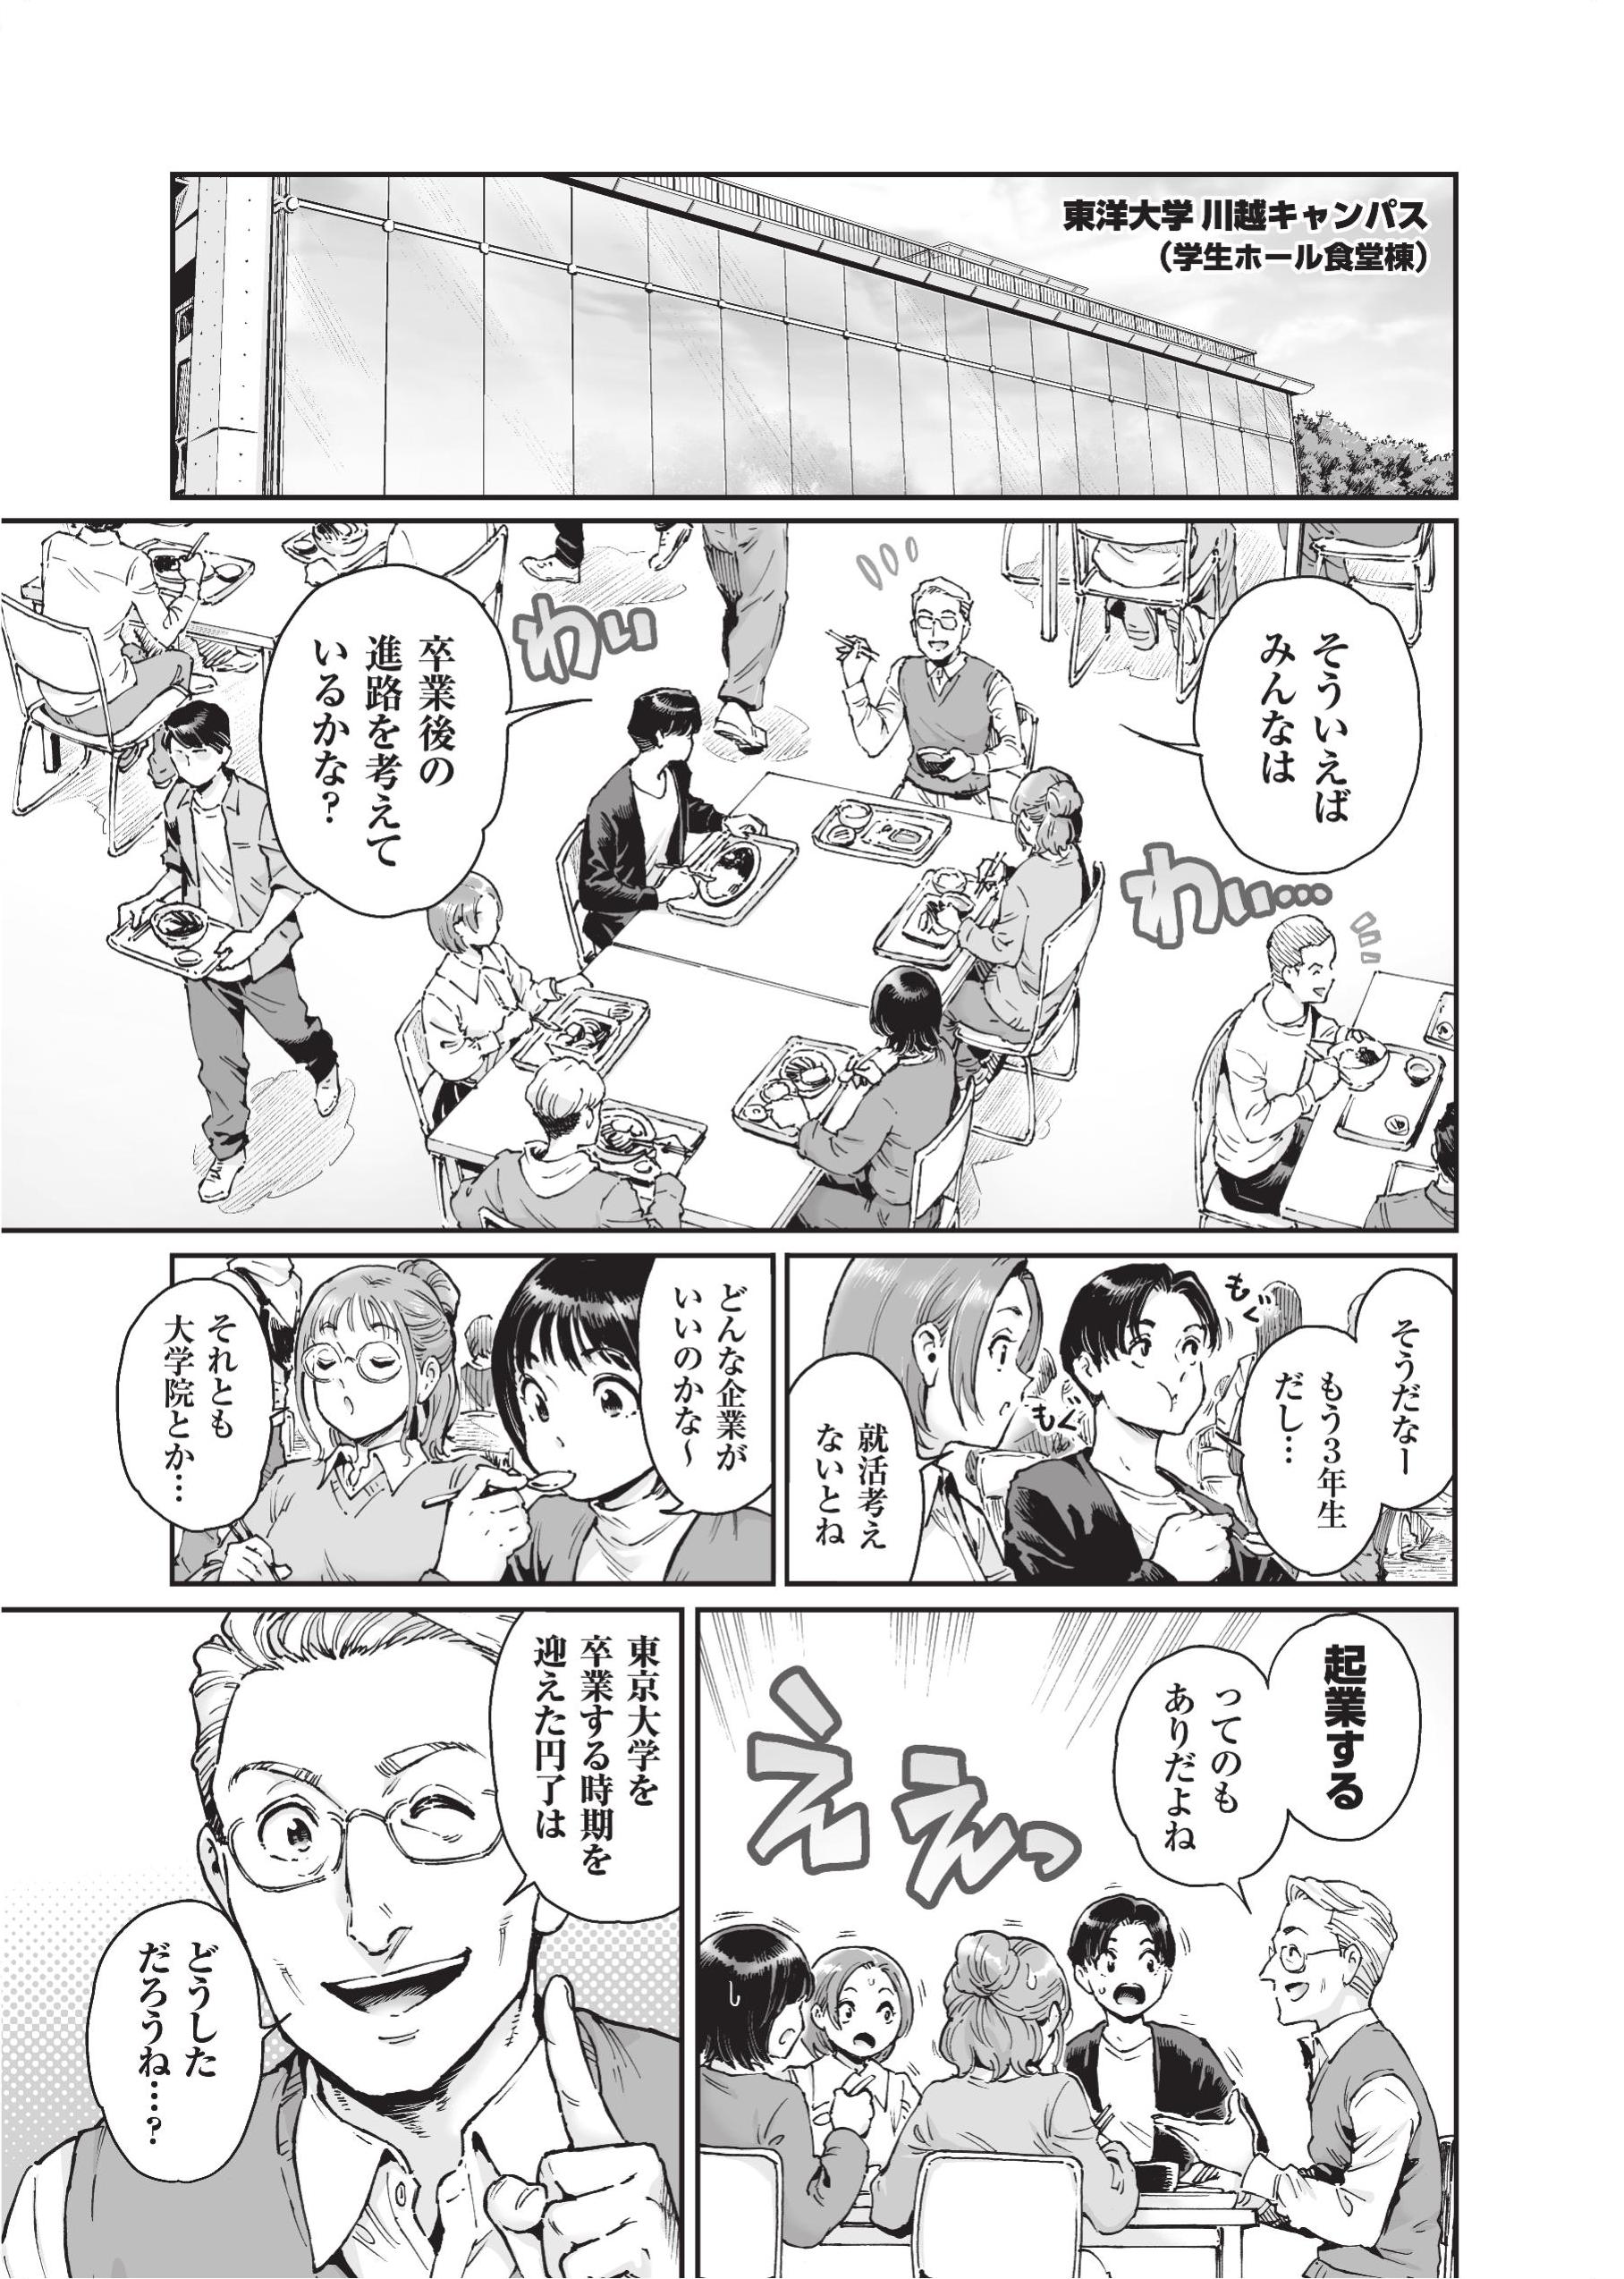 東洋大学 川越キャンパス
(学生ホール食堂棟)
そういえば
みんなは
わいわい…
わいわい
卒業後の
進路を考えて
いるかな?
そうだなー
もう3年生
だし…
もぐ
もぐ
就活考え
ないとね
どんな企業が
いいのかな~
それとも
大学院とか…
起業する
ってのも
ありだよね
ええっ
東京大学を
卒業する時期を
迎えた円了は
どうした
だろうね…?